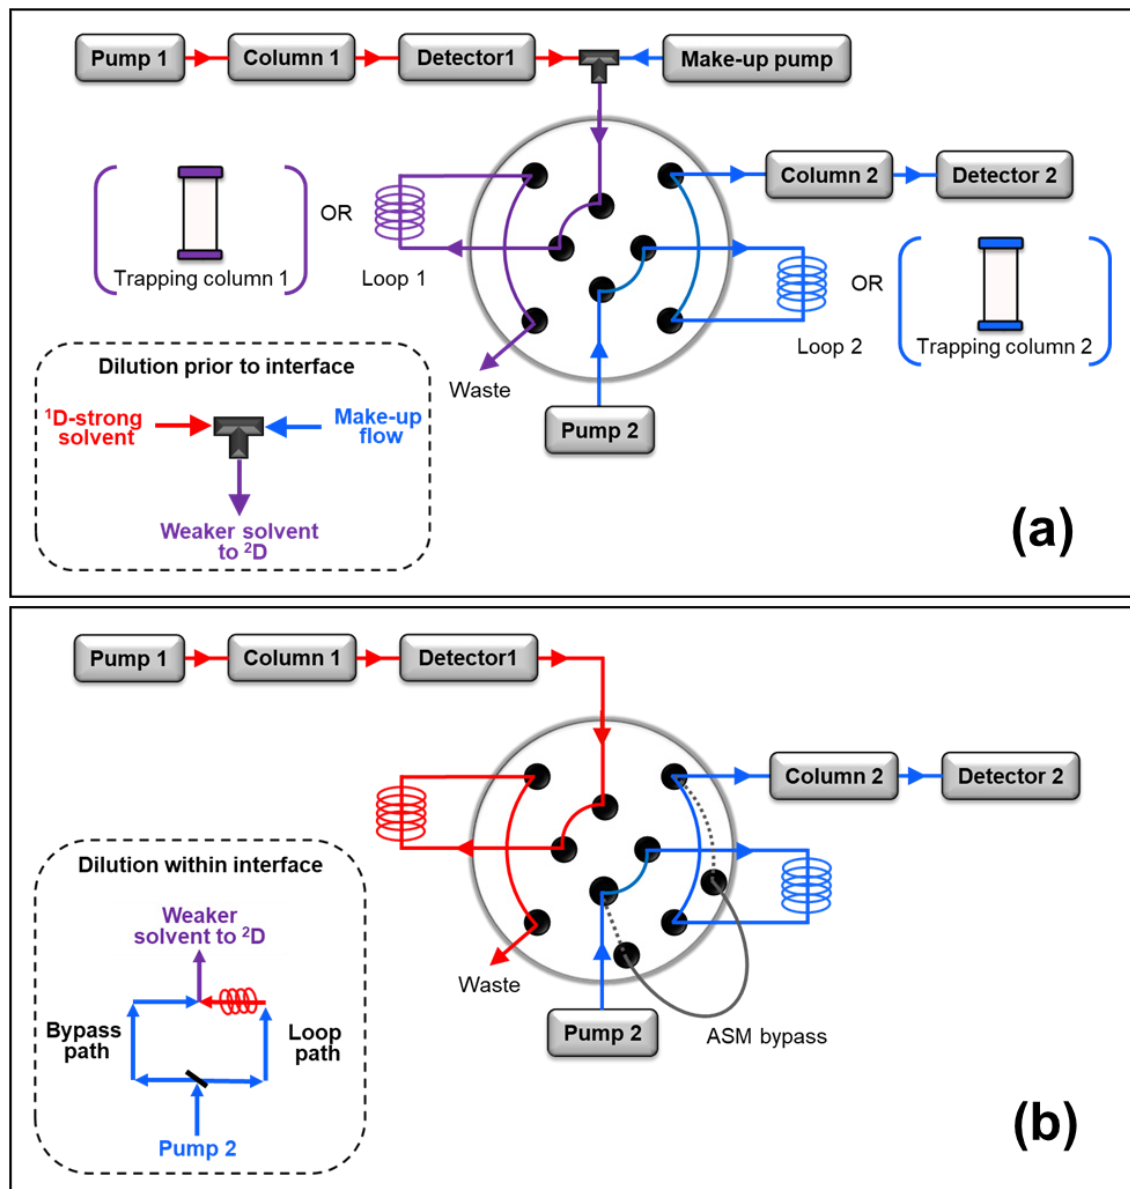 Pump 1
Column 1
Detector1
Make-up pump
Column 2
Detector 2
OR
Trapping column 1
Loop 1
OR
Loop 2
Trapping column 2
Waste
Pump 2
Dilution prior to interface
¹D-strong
solvent
Make-up
flow
Weaker solvent
to ²D
(a)
Pump 1
Column 1
Detector1
Column 2
Detector 2
Waste
Pump 2
ASM bypass
Dilution within interface
Weaker
solvent to ²D
Bypass
path
Loop
path
Pump 2
(b)